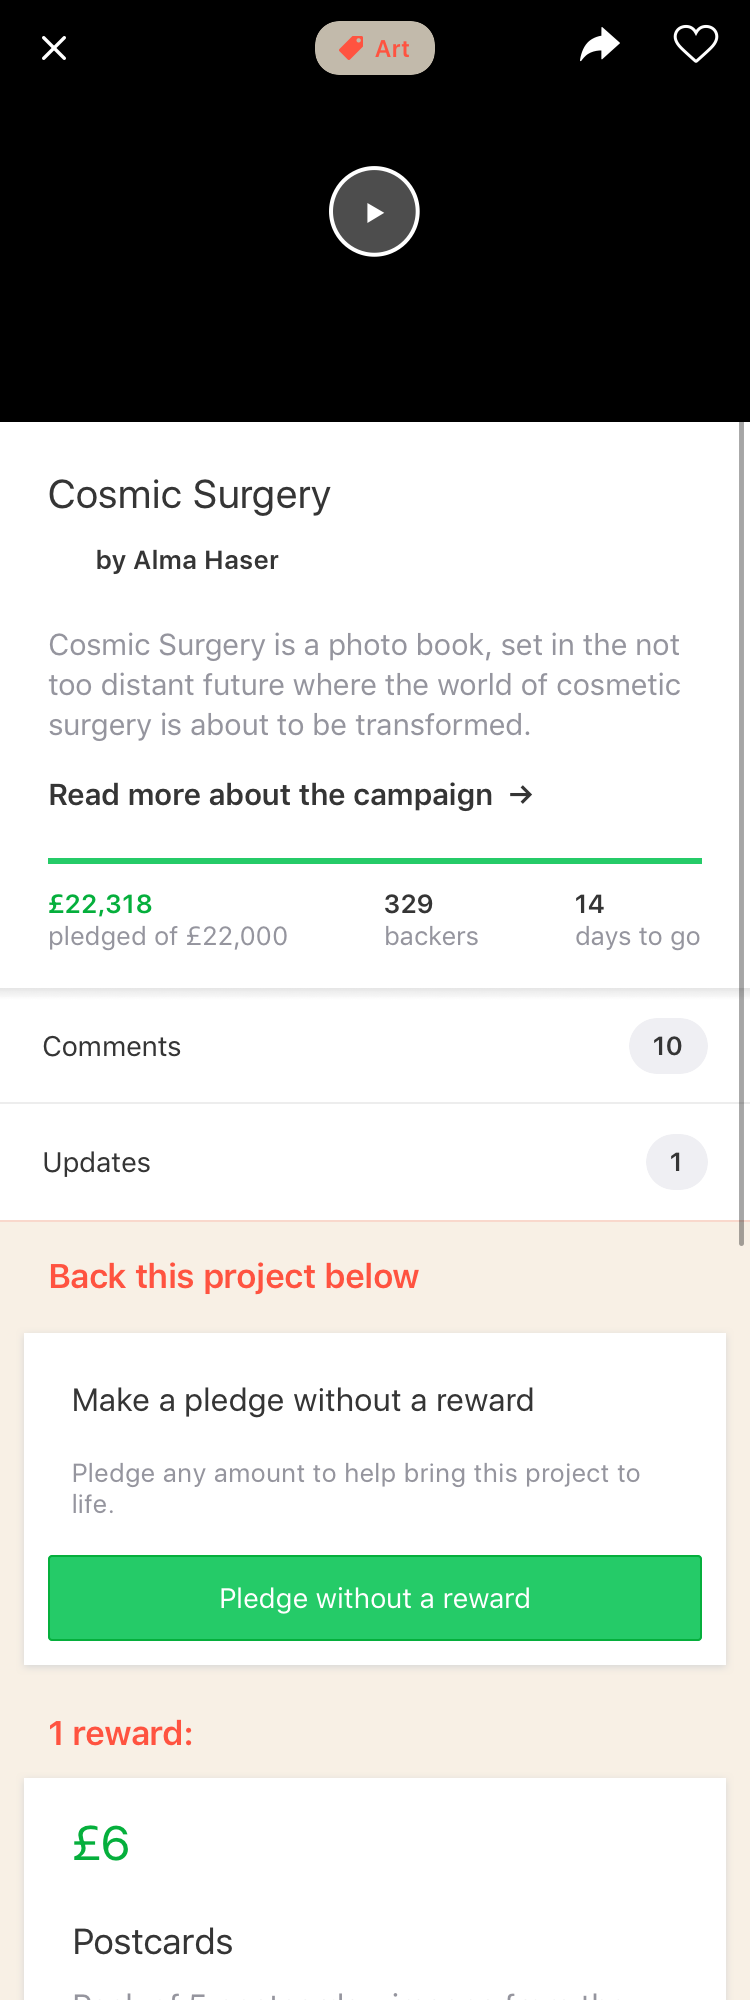 Art
Cosmic Surgery
by Alma Haser
Cosmic Surgery is a photo book, set in the not
too distant future where the world of cosmetic
surgery is about to be transformed.
Read more about the campaign →
£22,318
pledged of £22,000
329
backers
14
days to go
Comments
10
Updates
1
Back this project below
Make a pledge without a reward
Pledge any amount to help bring this project to
life.
Pledge without a reward
1 reward:
£6
Postcards